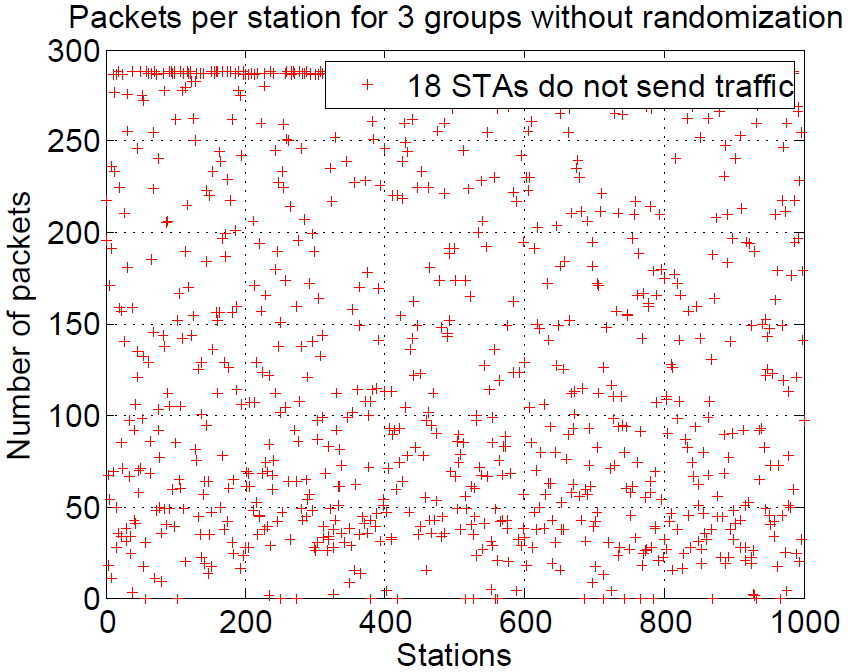 Packets per station for 3 groups without randomization
300
250
200
150
100
50
0
Number of packets
18 STAs do not send traffic
0 200 400 600 800 1000
Stations